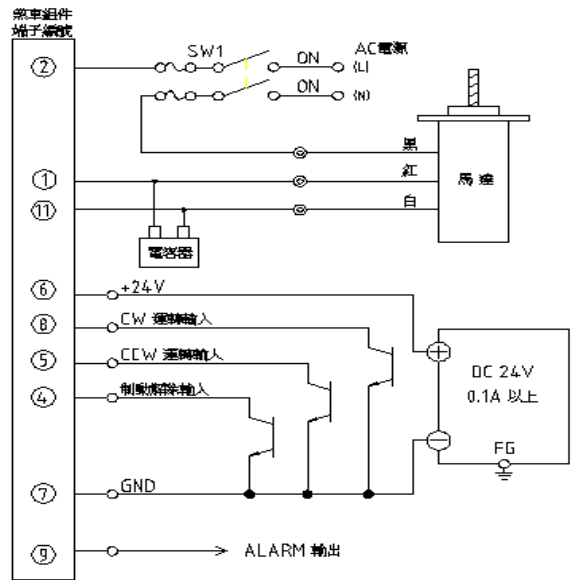 煞車組件
端子編號
② SW1 ON AC電源
(L)
ON (N)
黑
① 紅 馬達
⑪ 白
電容器
⑥ +24V
⑧ CW 運轉輸入
⑤ CCW 運轉輸入
④ 制動解除輸入
DC 24V
0.1A 以上
FG
⑦ GND
⑨ ALARM 輸出